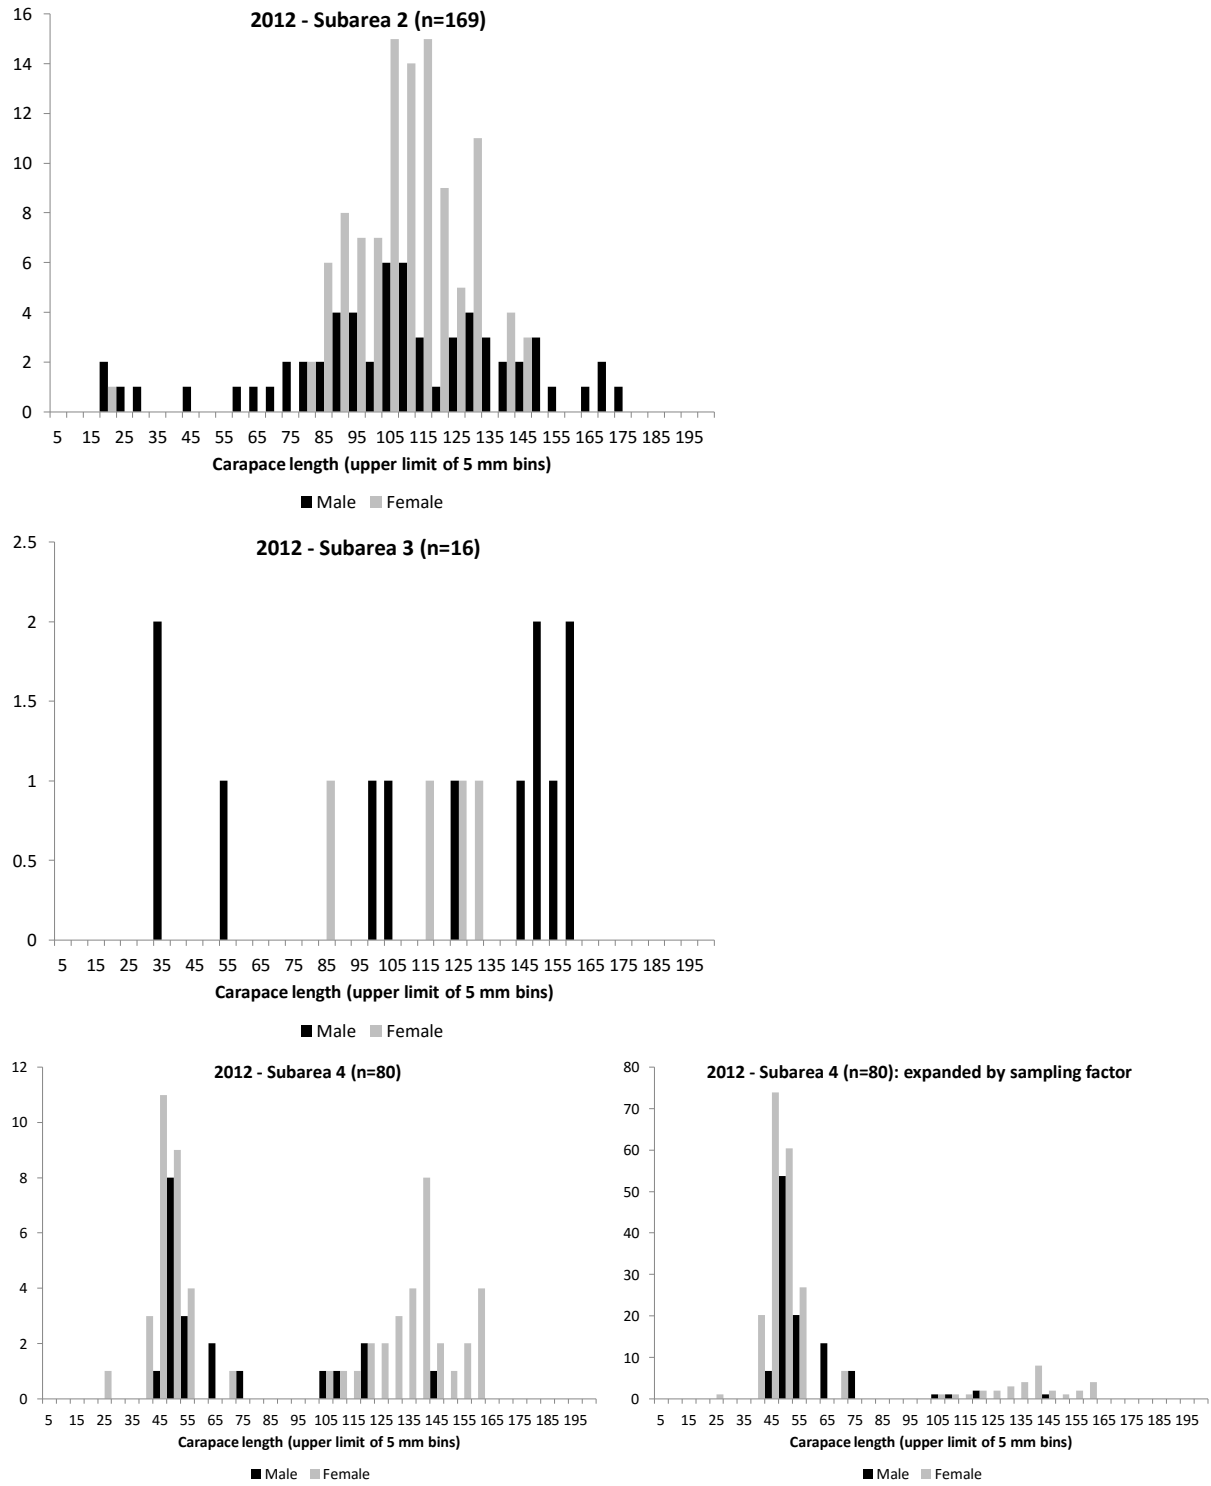 2012 - Subarea 2 (n=169)
16
14
12
10
8
6
4
2
0
5 15 25 35 45 55 65 75 85 95 105 115 125 135 145 155 165 175 185 195
Carapace length (upper limit of 5 mm bins)
Male Female
2012 - Subarea 3 (n=16)
2.5
2
1.5
1
0.5
0
5 15 25 35 45 55 65 75 85 95 105 115 125 135 145 155 165 175 185 195
Carapace length (upper limit of 5 mm bins)
Male Female
2012 - Subarea 4 (n=80)
12
10
8
6
4
2
0
5 15 25 35 45 55 65 75 85 95 105 115 125 135 145 155 165 175 185 195
Carapace length (upper limit of 5 mm bins)
Male Female
2012 - Subarea 4 (n=80): expanded by sampling factor
80
70
60
50
40
30
20
10
0
5 15 25 35 45 55 65 75 85 95 105 115 125 135 145 155 165 175 185 195
Carapace length (upper limit of 5 mm bins)
Male Female